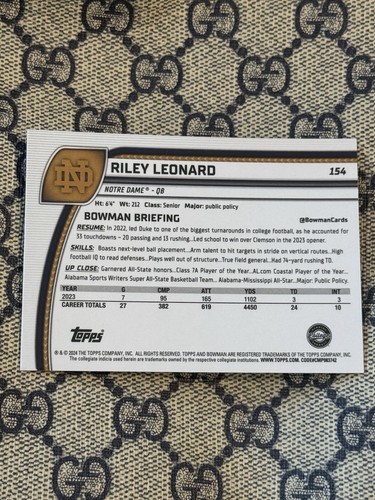 ND
RILEY LEONARD
154
NOTRE DAME® - QB
Ht: 6'4" Wt: 212 Class: Senior Major: public policy
BOWMAN BRIEFING
@BowmanCards
RESUME: In 2022, led Duke to one of the biggest turnarounds in college football, as he accounted for
33 touchdowns – 20 passing and 13 rushing...Led school to win over Clemson in the 2023 opener.
SKILLS: Boasts next-level ball placement...Arm talent to hit targets in stride on vertical routes...High
football IQ to read defenses...Plays well out of structure...True field general...Had 74-yard rushing TD.
UP CLOSE: Garnered All-State honors...Class 7A Player of the Year...AL.com Coastal Player of the Year...
Alabama Sports Writers Super All-State Basketball Team...Alabama-Mississippi All-Star...Major: Public Policy.
YEAR G CMP ATT YDS TD INT
2023 7 95 165 1102 3 3
CAREER TOTALS 27 382 619 4450 24 10
Topps
® & © 2024 THE TOPPS COMPANY, INC. ALL RIGHTS RESERVED. TOPPS AND BOWMAN ARE REGISTERED TRADEMARKS OF THE TOPPS COMPANY, INC.
The collegiate indicia used herein are trademarks owned by the respective collegiate institutions. WWW.TOPPS.COM. CODE#CMP083742